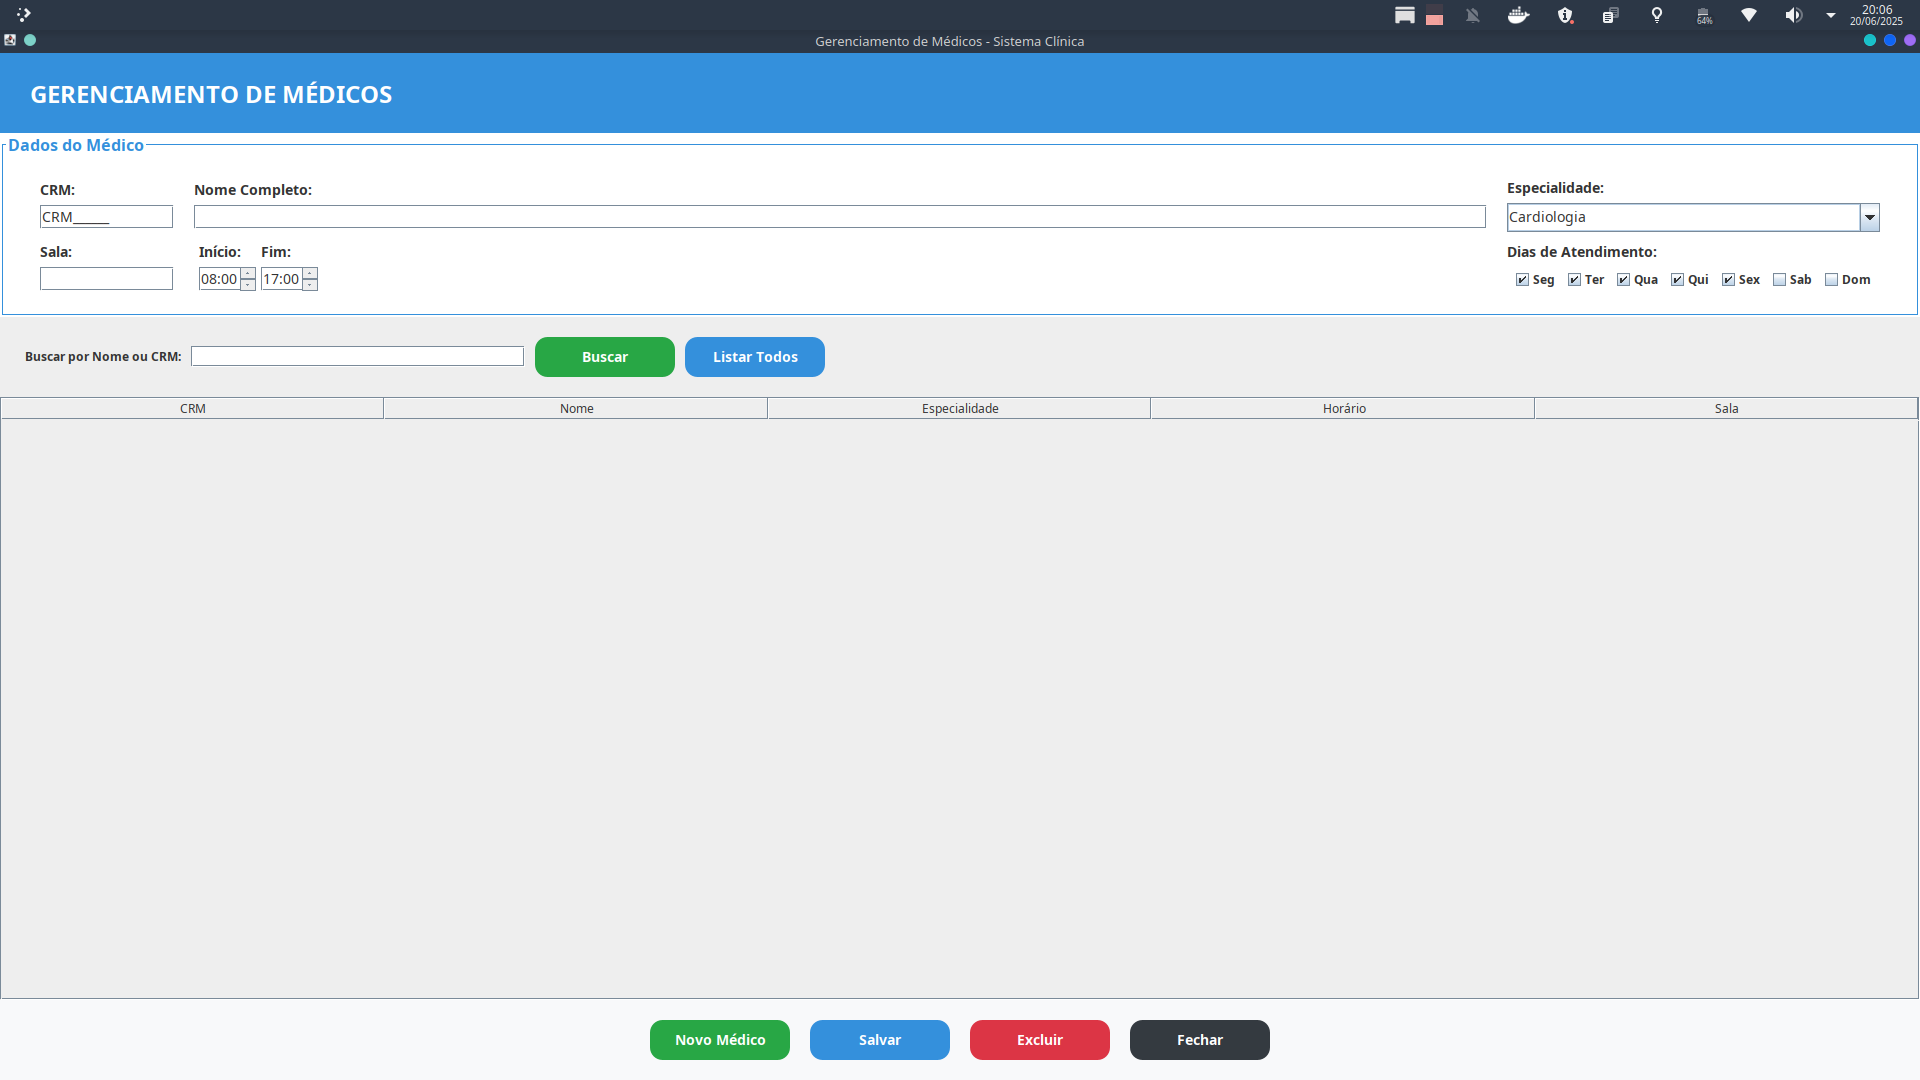 20:06
64%
20/06/2025
Gerenciamento de Médicos - Sistema Clínica
GERENCIAMENTO DE MÉDICOS
Dados do Médico
CRM: Nome Completo: Especialidade:
CRM______ Cardiologia
Sala: Início: Fim: Dias de Atendimento:
08:00 17:00 Seg Ter Qua Qui Sex Sab Dom
Buscar por Nome ou CRM: Buscar Listar Todos
CRM Nome Especialidade Horário Sala
Novo Médico Salvar Excluir Fechar